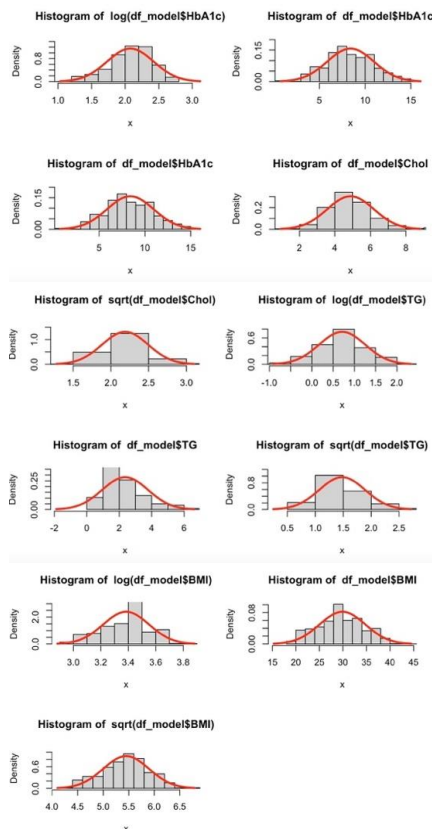 Histogram of log(df_model$HbA1c)
Density
0.0 0.8
1.0 1.5 2.0 2.5 3.0
x
Histogram of df_model$HbA1c
Density
0.00 0.15
5 10 15
x
Histogram of df_model$HbA1c
Density
0.00 0.15
5 10 15
x
Histogram of df_model$Chol
Density
0.0 0.2
2 4 6 8
x
Histogram of sqrt(df_model$Chol)
Density
0.0 1.0
1.5 2.0 2.5 3.0
x
Histogram of log(df_model$TG)
Density
0.0 0.6
-1.0 0.0 0.5 1.0 1.5 2.0
x
Histogram of df_model$TG
Density
0.00 0.25
-2 0 2 4 6
x
Histogram of sqrt(df_model$TG)
Density
0.0 0.8
0.5 1.0 1.5 2.0 2.5
x
Histogram of log(df_model$BMI)
Density
0.0 2.0
3.0 3.2 3.4 3.6 3.8
x
Histogram of df_model$BMI
Density
0.00 0.08
15 20 25 30 35 40 45
x
Histogram of sqrt(df_model$BMI)
Density
0.0 0.6
4.0 4.5 5.0 5.5 6.0 6.5
x